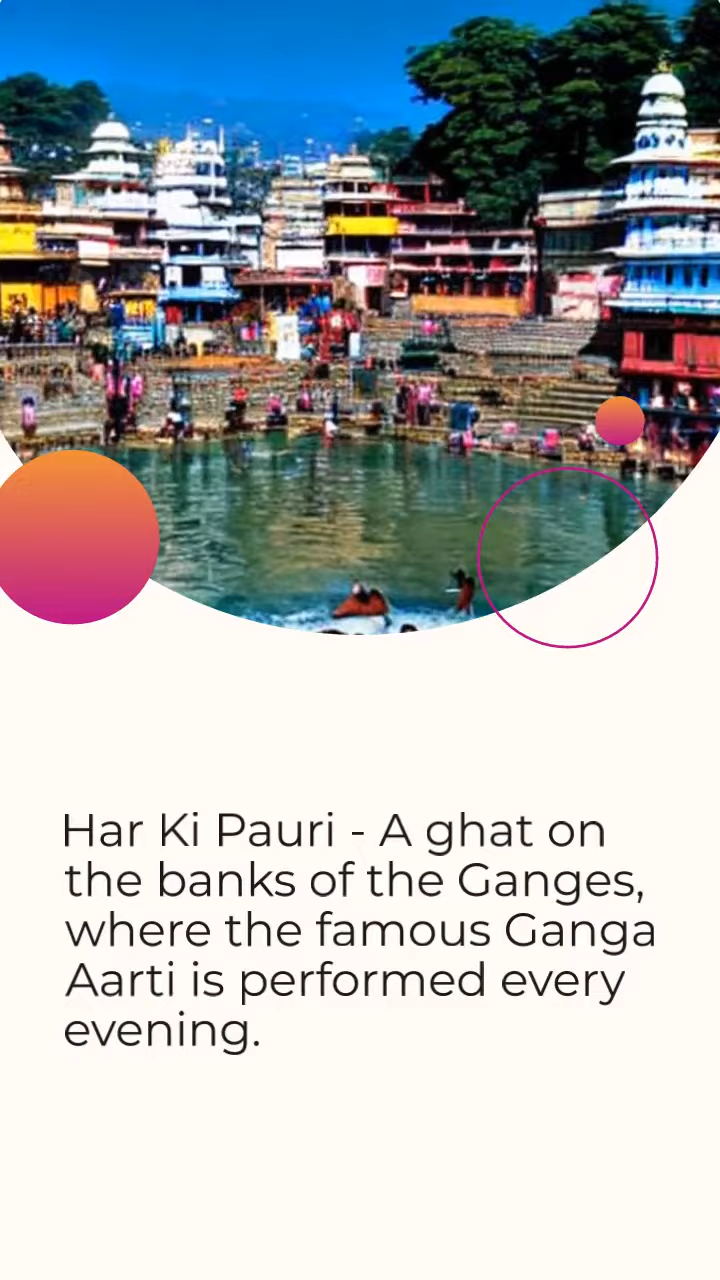 Har Ki Pauri - A ghat on
the banks of the Ganges,
where the famous Ganga
Aarti is performed every
evening.